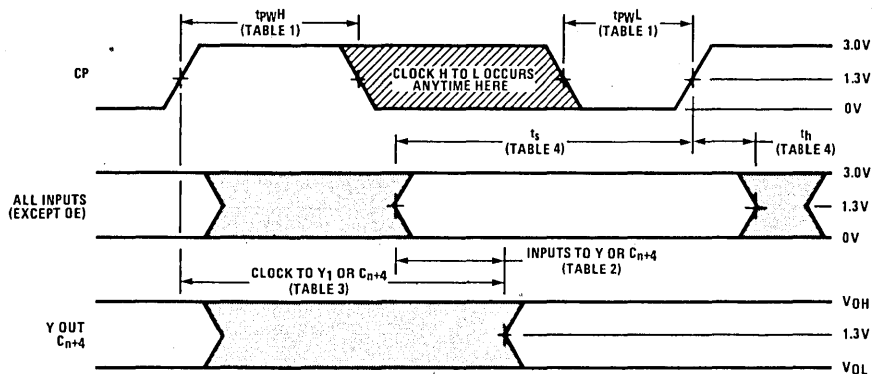 tPWH
(TABLE 1)
tPWL
(TABLE 1)
3.0V
CP
CLOCK H TO L OCCURS
ANYTIME HERE
1.3V
0V
ts
(TABLE 4)
th
(TABLE 4)
3.0V
ALL INPUTS
(EXCEPT OE)
1.3V
0V
INPUTS TO Y OR Cn+4
(TABLE 2)
CLOCK TO Y1 OR Cn+4
(TABLE 3)
VOH
Y OUT
Cn+4
1.3V
VOL